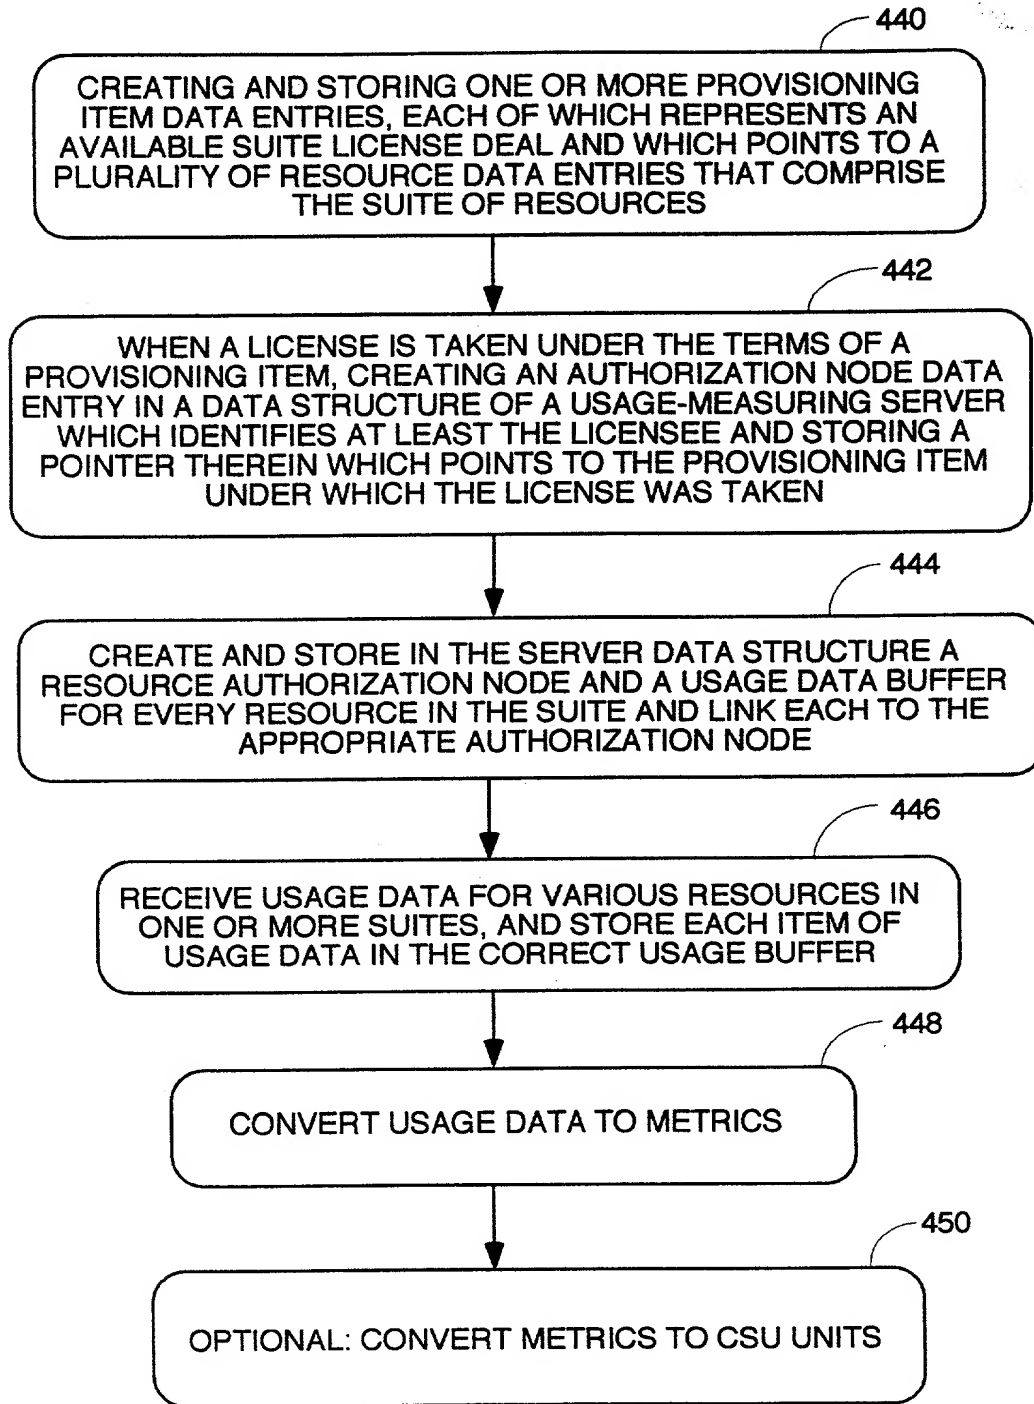 440
CREATING AND STORING ONE OR MORE PROVISIONING
ITEM DATA ENTRIES, EACH OF WHICH REPRESENTS AN
AVAILABLE SUITE LICENSE DEAL AND WHICH POINTS TO A
PLURALITY OF RESOURCE DATA ENTRIES THAT COMPRISE
THE SUITE OF RESOURCES
442
WHEN A LICENSE IS TAKEN UNDER THE TERMS OF A
PROVISIONING ITEM, CREATING AN AUTHORIZATION NODE DATA
ENTRY IN A DATA STRUCTURE OF A USAGE-MEASURING SERVER
WHICH IDENTIFIES AT LEAST THE LICENSEE AND STORING A
POINTER THEREIN WHICH POINTS TO THE PROVISIONING ITEM
UNDER WHICH THE LICENSE WAS TAKEN
444
CREATE AND STORE IN THE SERVER DATA STRUCTURE A
RESOURCE AUTHORIZATION NODE AND A USAGE DATA BUFFER
FOR EVERY RESOURCE IN THE SUITE AND LINK EACH TO THE
APPROPRIATE AUTHORIZATION NODE
446
RECEIVE USAGE DATA FOR VARIOUS RESOURCES IN
ONE OR MORE SUITES, AND STORE EACH ITEM OF
USAGE DATA IN THE CORRECT USAGE BUFFER
448
CONVERT USAGE DATA TO METRICS
450
OPTIONAL: CONVERT METRICS TO CSU UNITS